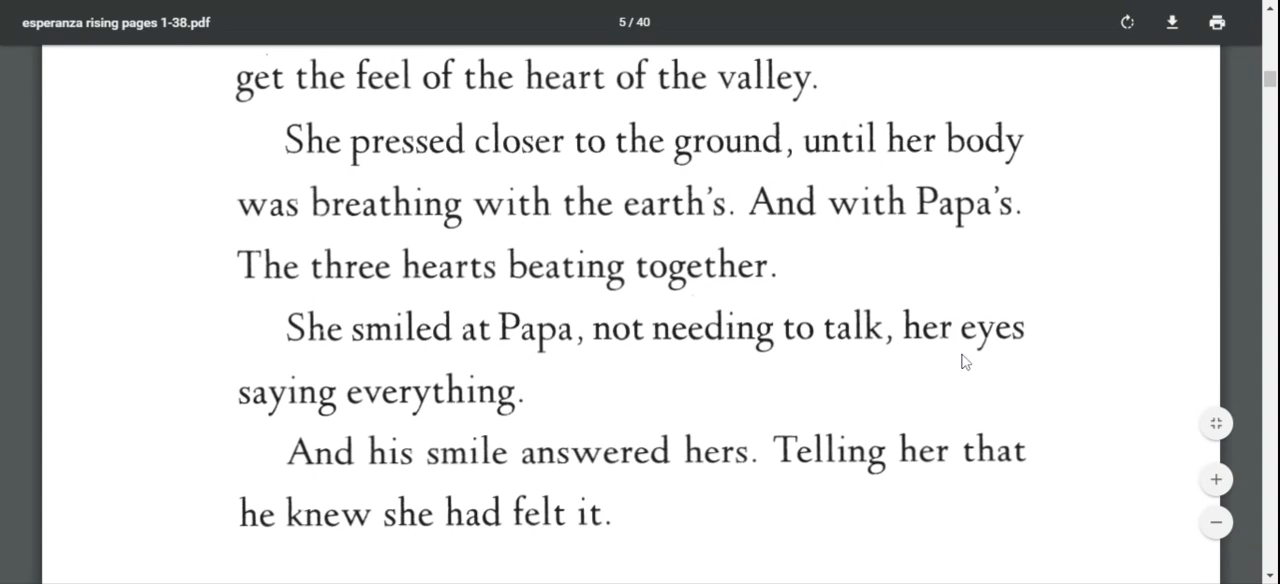 esperanza rising pages 1-38.pdf
5 / 40
get the feel of the heart of the valley.
She pressed closer to the ground, until her body
was breathing with the earth’s. And with Papa’s.
The three hearts beating together.
She smiled at Papa, not needing to talk, her eyes
saying everything.
And his smile answered hers. Telling her that
he knew she had felt it.